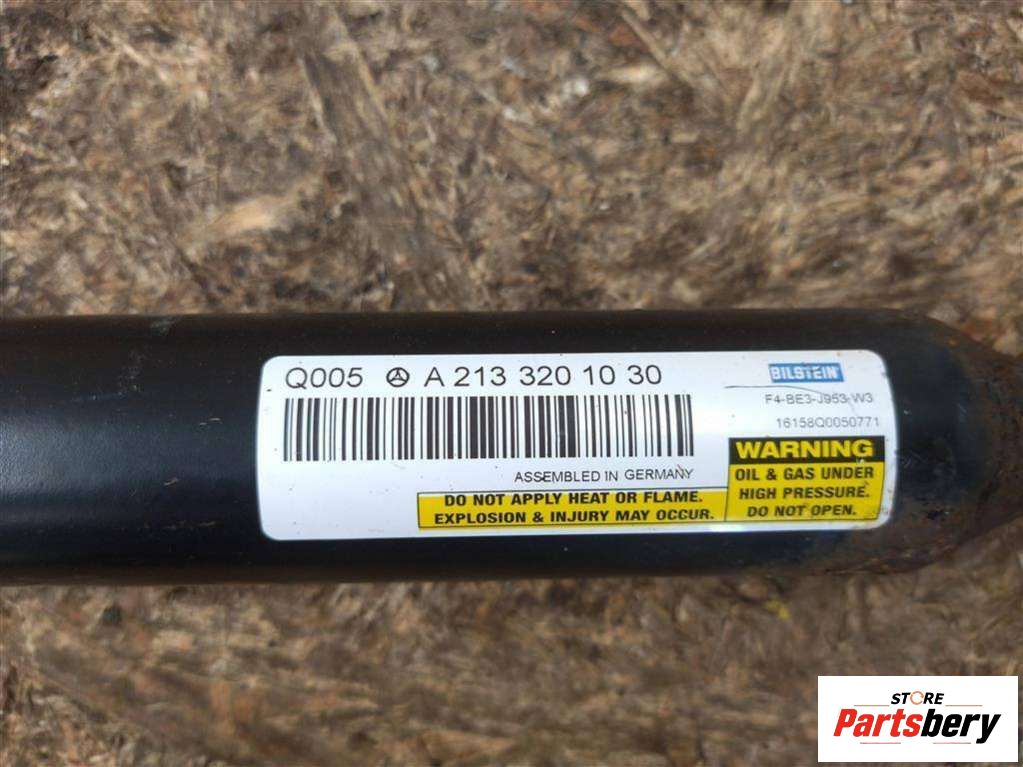 Q005 A 213 320 10 30
BILSTEIN
F4-BE3-J953-W3
16158Q0050771
ASSEMBLED IN GERMANY
WARNING
OIL & GAS UNDER
HIGH PRESSURE.
DO NOT OPEN.
DO NOT APPLY HEAT OR FLAME.
EXPLOSION & INJURY MAY OCCUR.
STORE
Partsbery